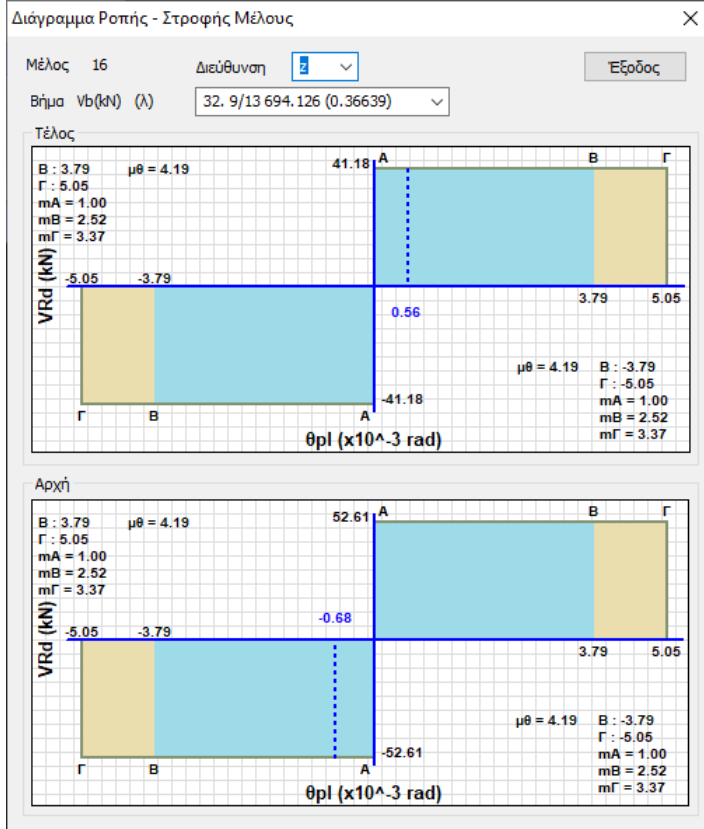 Διάγραμμα Ροπής - Στροφής Μέλους
Μέλος 16 Διεύθυνση z Έξοδος
Βήμα Vb(kN) (λ) 32. 9/13 694.126 (0.36639)
Τέλος
41.18 A B Γ
B : 3.79 μθ = 4.19
Γ : 5.05
mA = 1.00
mB = 2.52
mΓ = 3.37
VRd (kN)
-5.05 -3.79
3.79 5.05
0.56
μθ = 4.19 B : -3.79
Γ : -5.05
-41.18 mA = 1.00
Γ B A mB = 2.52
mΓ = 3.37
θpl (x10^-3 rad)
Αρχή
52.61 A B Γ
B : 3.79 μθ = 4.19
Γ : 5.05
mA = 1.00
mB = 2.52
mΓ = 3.37
VRd (kN)
-0.68
-5.05 -3.79
3.79 5.05
μθ = 4.19 B : -3.79
Γ : -5.05
-52.61 mA = 1.00
Γ B A mB = 2.52
mΓ = 3.37
θpl (x10^-3 rad)